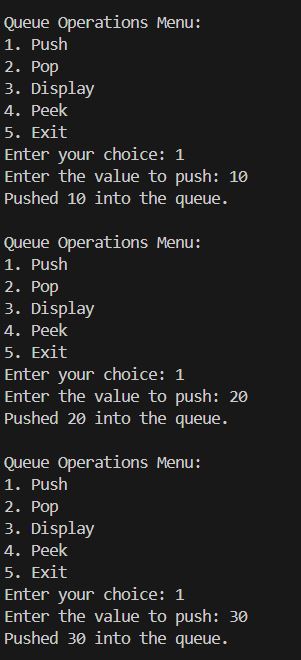 Queue Operations Menu:
1. Push
2. Pop
3. Display
4. Peek
5. Exit
Enter your choice: 1
Enter the value to push: 10
Pushed 10 into the queue.
Queue Operations Menu:
1. Push
2. Pop
3. Display
4. Peek
5. Exit
Enter your choice: 1
Enter the value to push: 20
Pushed 20 into the queue.
Queue Operations Menu:
1. Push
2. Pop
3. Display
4. Peek
5. Exit
Enter your choice: 1
Enter the value to push: 30
Pushed 30 into the queue.